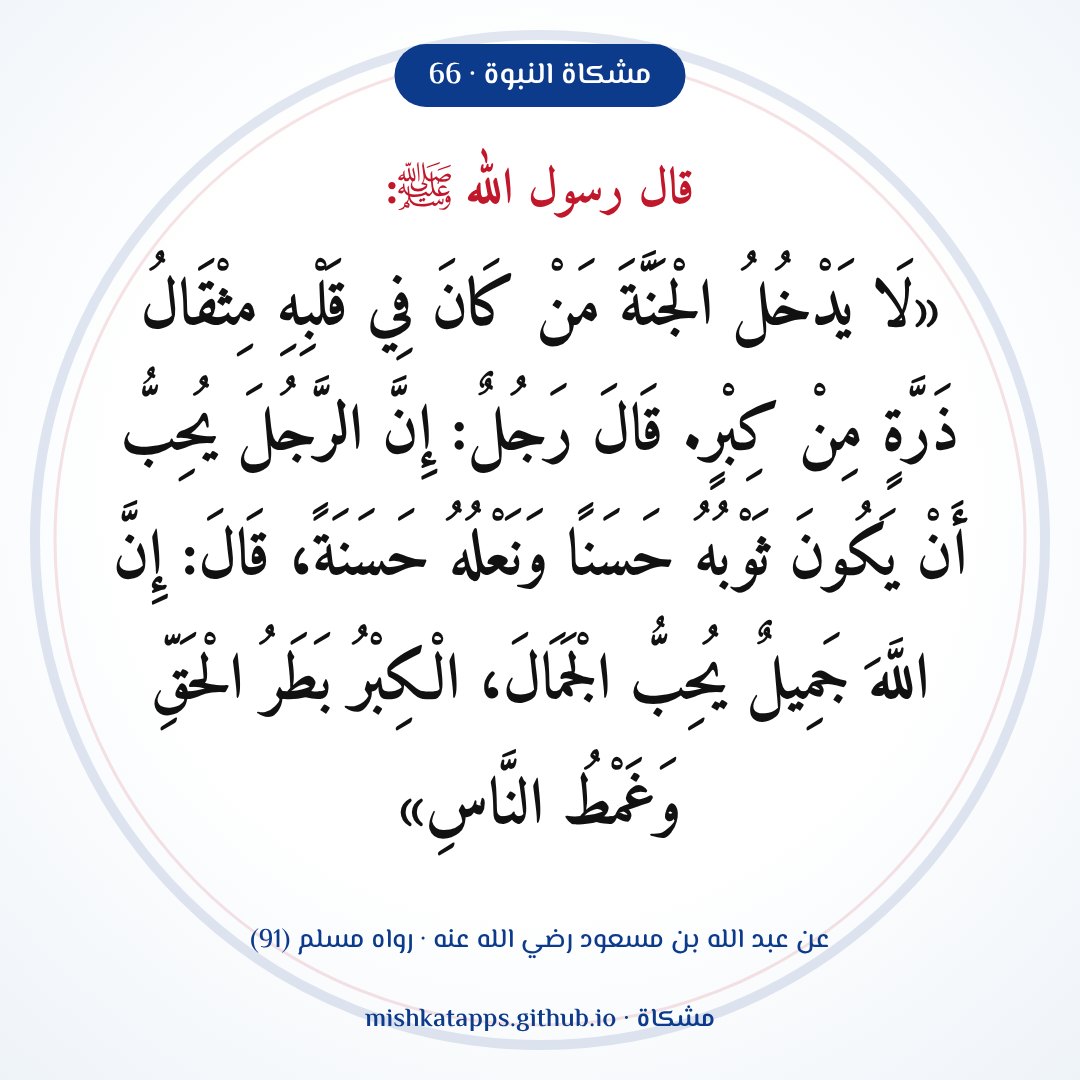 مشكاة النبوة · 66
قال رسول الله ﷺ:
«لَا يَدْخُلُ الْجَنَّةَ مَنْ كَانَ فِي قَلْبِهِ مِثْقَالُ
ذَرَّةٍ مِنْ كِبْرٍ. قَالَ رَجُلٌ: إِنَّ الرَّجُلَ يُحِبُّ
أَنْ يَكُونَ ثَوْبُهُ حَسَنًا وَنَعْلُهُ حَسَنَةً، قَالَ: إِنَّ
اللَّهَ جَمِيلٌ يُحِبُّ الْجَمَالَ، الْكِبْرُ بَطَرُ الْحَقِّ
وَغَمْطُ النَّاسِ»
عن عبد الله بن مسعود رضي الله عنه · رواه مسلم (91)
مشكاة · mishkatapps.github.io